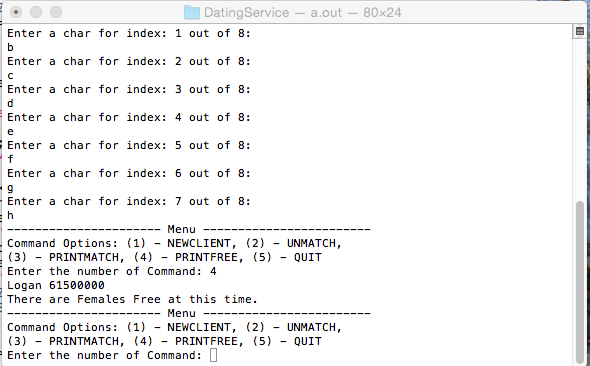 DatingService — a.out — 80×24
Enter a char for index: 1 out of 8:
b
Enter a char for index: 2 out of 8:
c
Enter a char for index: 3 out of 8:
d
Enter a char for index: 4 out of 8:
e
Enter a char for index: 5 out of 8:
f
Enter a char for index: 6 out of 8:
g
Enter a char for index: 7 out of 8:
h
---------------------- Menu ------------------------
Command Options: (1) - NEWCLIENT, (2) - UNMATCH,
(3) - PRINTMATCH, (4) - PRINTFREE, (5) - QUIT
Enter the number of Command: 4
Logan 61500000
There are Females Free at this time.
---------------------- Menu ------------------------
Command Options: (1) - NEWCLIENT, (2) - UNMATCH,
(3) - PRINTMATCH, (4) - PRINTFREE, (5) - QUIT
Enter the number of Command: